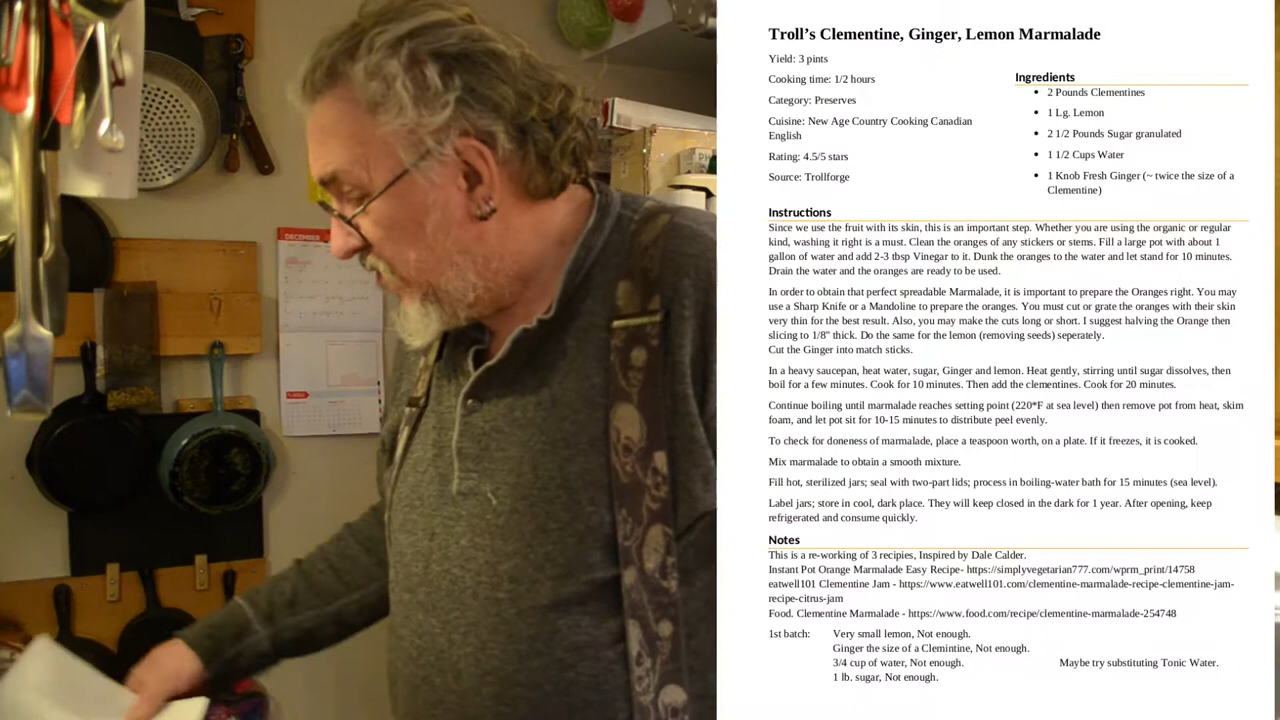 Troll's Clementine, Ginger, Lemon Marmalade
Yield: 3 pints
Cooking time: 1/2 hours
Category: Preserves
Cuisine: New Age Country Cooking Canadian
English
Rating: 4.5/5 stars
Source: Trollforge
Ingredients
• 2 Pounds Clementines
• 1 Lg. Lemon
• 2 1/2 Pounds Sugar granulated
• 1 1/2 Cups Water
• 1 Knob Fresh Ginger (~ twice the size of a
Clementine)
Instructions
Since we use the fruit with its skin, this is an important step. Whether you are using the organic or regular
kind, washing it right is a must. Clean the oranges of any stickers or stems. Fill a large pot with about 1
gallon of water and add 2-3 tbsp Vinegar to it. Dunk the oranges to the water and let stand for 10 minutes.
Drain the water and the oranges are ready to be used.
In order to obtain that perfect spreadable Marmalade, it is important to prepare the Oranges right. You may
use a Sharp Knife or a Mandoline to prepare the oranges. You must cut or grate the oranges with their skin
very thin for the best result. Also, you may make the cuts long or short. I suggest halving the Orange then
slicing to 1/8" thick. Do the same for the lemon (removing seeds) seperately.
Cut the Ginger into match sticks.
In a heavy saucepan, heat water, sugar, Ginger and lemon. Heat gently, stirring until sugar dissolves, then
boil for a few minutes. Cook for 10 minutes. Then add the clementines. Cook for 20 minutes.
Continue boiling until marmalade reaches setting point (220*F at sea level) then remove pot from heat, skim
foam, and let pot sit for 10-15 minutes to distribute peel evenly.
To check for doneness of marmalade, place a teaspoon worth, on a plate. If it freezes, it is cooked.
Mix marmalade to obtain a smooth mixture.
Fill hot, sterilized jars; seal with two-part lids; process in boiling-water bath for 15 minutes (sea level).
Label jars; store in cool, dark place. They will keep closed in the dark for 1 year. After opening, keep
refrigerated and consume quickly.
Notes
This is a re-working of 3 recipies, Inspired by Dale Calder.
Instant Pot Orange Marmalade Easy Recipe- https://simplyvegetarian777.com/wprm_print/14758
eatwell101 Clementine Jam - https://www.eatwell101.com/clementine-marmalade-recipe-clementine-jam-
recipe-citrus-jam
Food. Clementine Marmalade - https://www.food.com/recipe/clementine-marmalade-254748
1st batch: Very small lemon, Not enough.
Ginger the size of a Clemintine, Not enough.
3/4 cup of water, Not enough. Maybe try substituting Tonic Water.
1 lb. sugar, Not enough.
DECEMBER